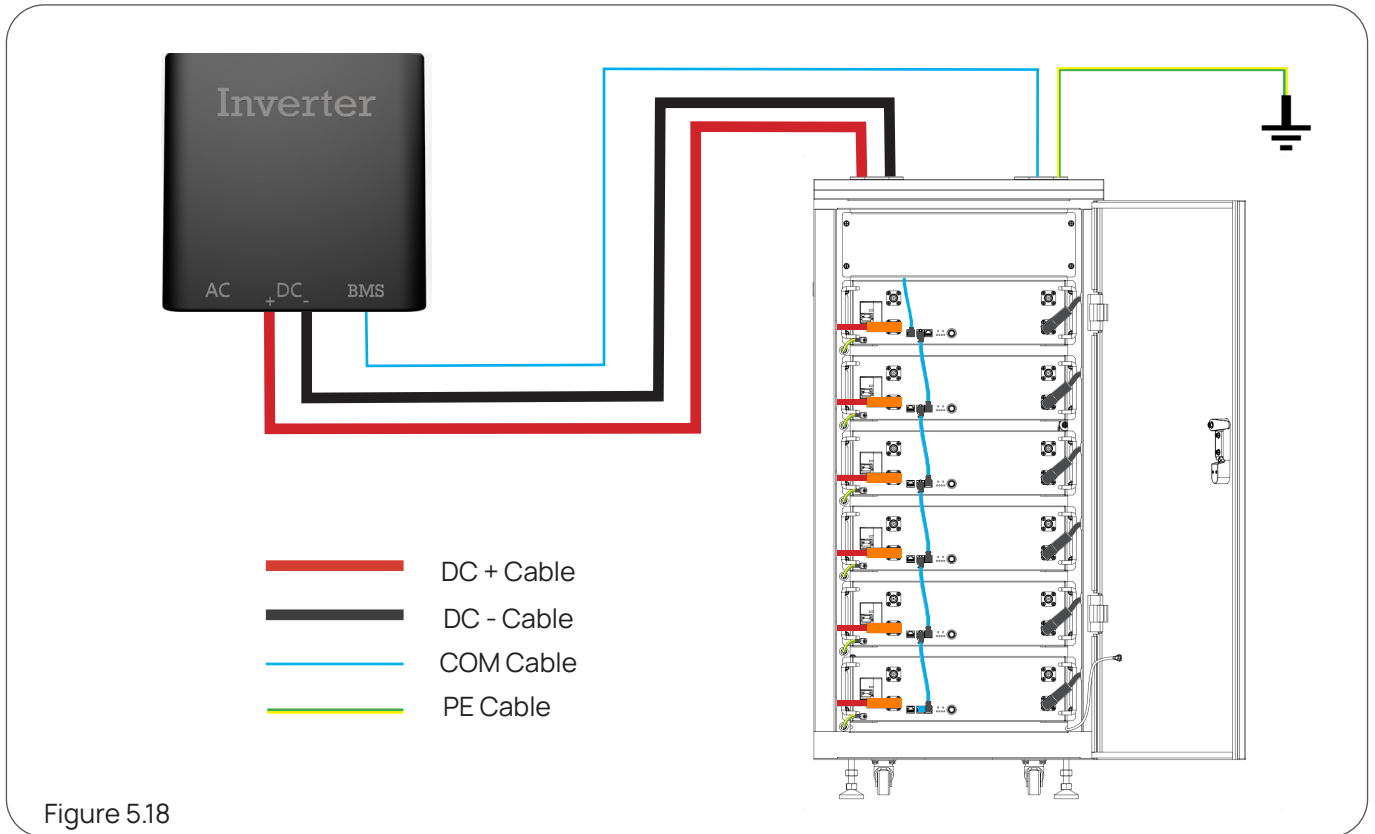 Inverter
AC
DC
+ -
BMS
DC + Cable
DC - Cable
COM Cable
PE Cable
Figure 5.18